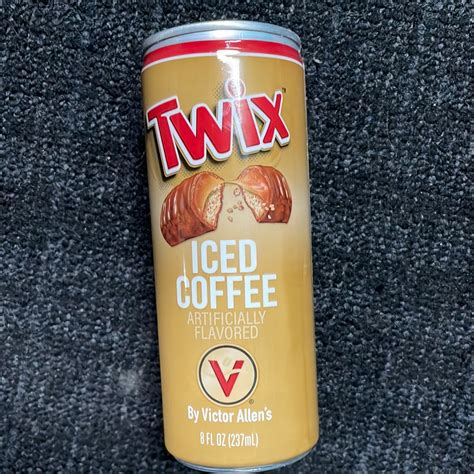 TWIX
ICED
COFFEE
ARTIFICIALLY
FLAVORED
V
®
By Victor Allen's
8 FL OZ (237mL)